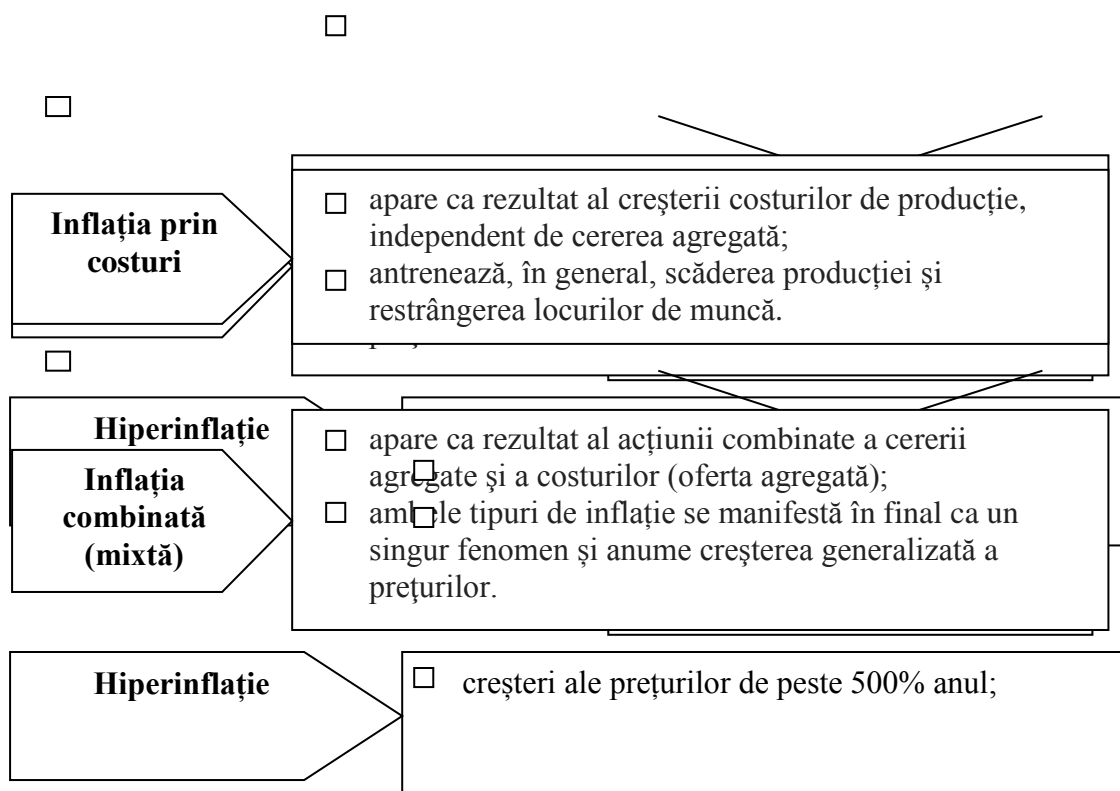 Inflația prin
costuri
apare ca rezultat al creşterii costurilor de producție,
independent de cererea agregată;
antrenează, în general, scăderea producției și
restrângerea locurilor de muncă.
Hiperinflație
Inflația
combinată
(mixtă)
apare ca rezultat al acțiunii combinate a cererii
agregate şi a costurilor (oferta agregată);
ambele tipuri de inflație se manifestă în final ca un
singur fenomen și anume creșterea generalizată a
preţurilor.
Hiperinflație
creșteri ale prețurilor de peste 500% anul;